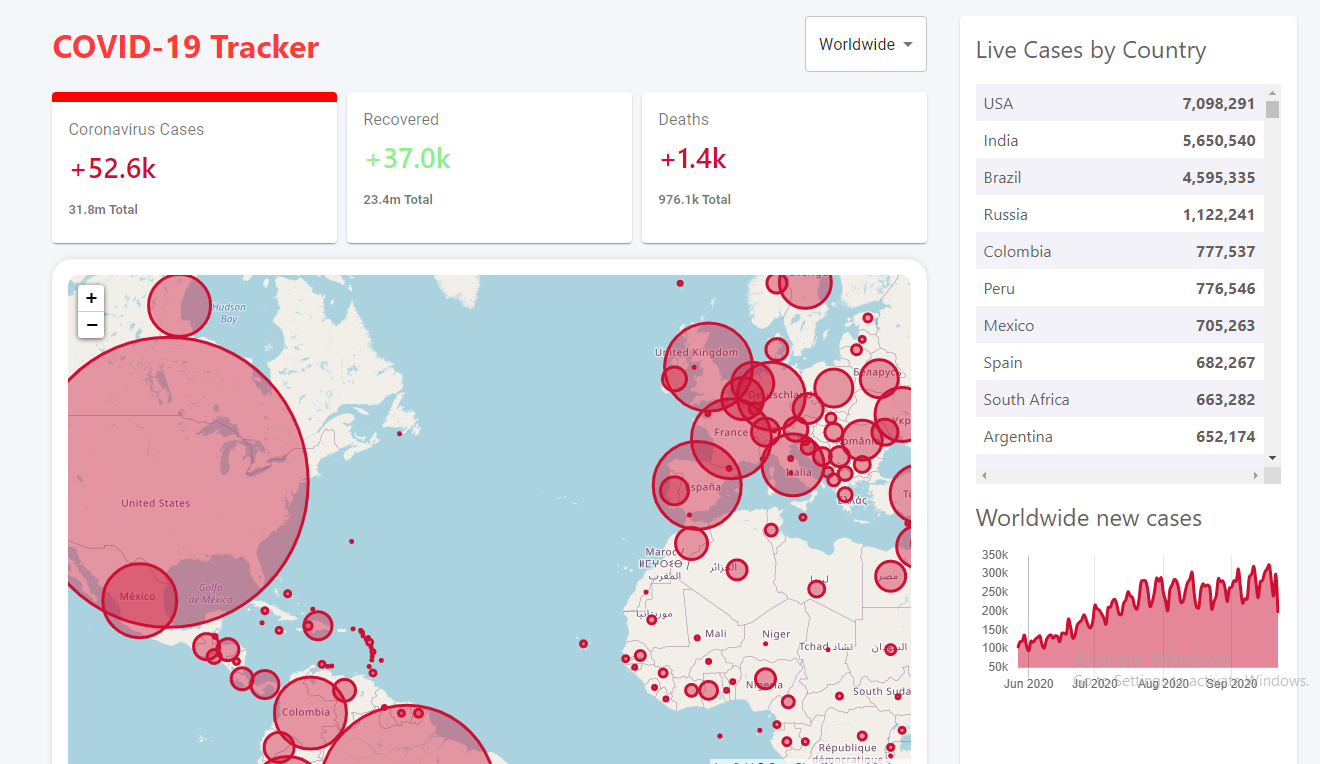 COVID-19 Tracker
Worldwide
Coronavirus Cases
+52.6k
31.8m Total
Recovered
+37.0k
23.4m Total
Deaths
+1.4k
976.1k Total
+
−
Hudson
Bay
United States
Golfo
de México
México
Colombia
United Kingdom
Deutschland
Беларусь
France
România
Italia
España
Ελλάς
Maroc
المغرب
الجزائر
ليبيا
مصر
موريتانيا
Mali
Niger
Tchad تشاد
السودان
Nigeria
South Suda
République
démocratique
Live Cases by Country
USA 7,098,291
India 5,650,540
Brazil 4,595,335
Russia 1,122,241
Colombia 777,537
Peru 776,546
Mexico 705,263
Spain 682,267
South Africa 663,282
Argentina 652,174
Worldwide new cases
350k
300k
250k
200k
150k
100k
50k
Jun 2020 Jul 2020 Aug 2020 Sep 2020
Activate Windows
Go to Settings to activate Windows.